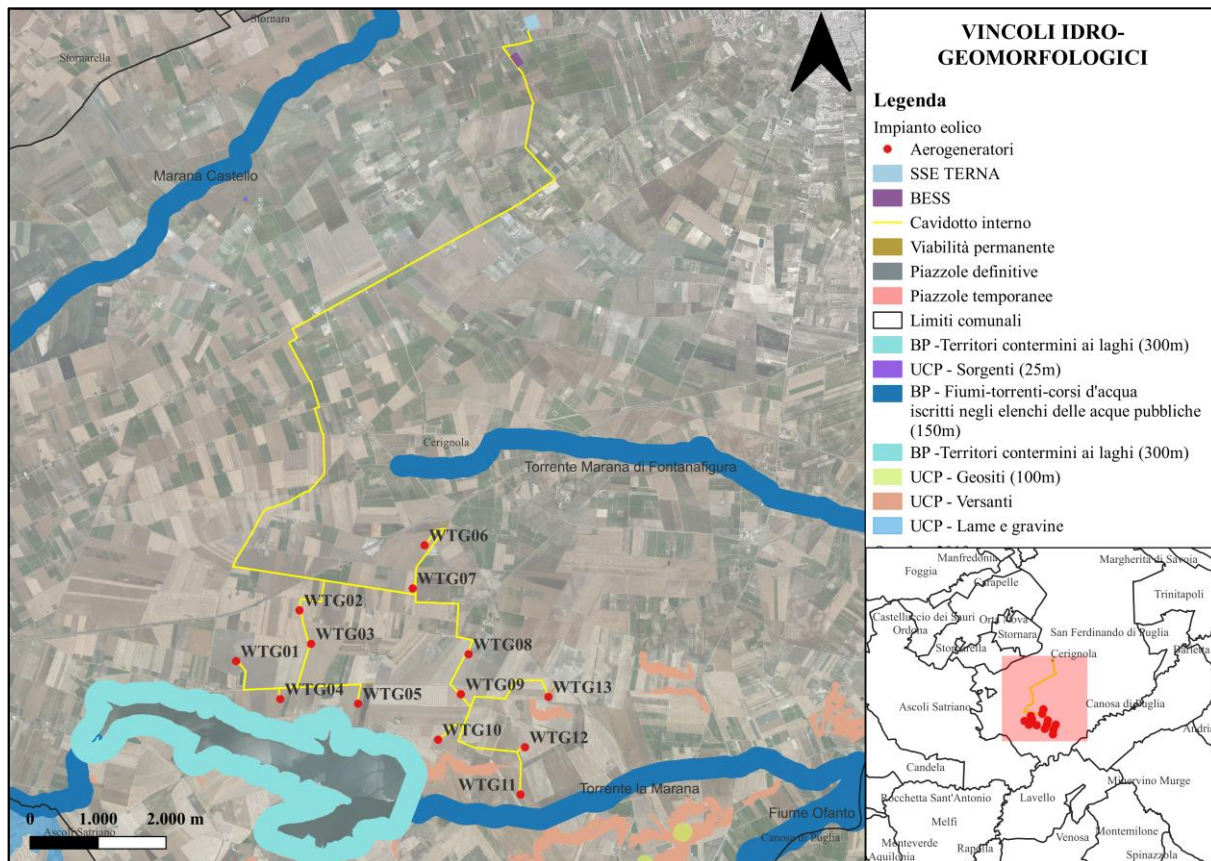 Stornara
Stornarella
Marana Castello
Cerignola
Torrente Marana di Fontanafigura
WTG06
WTG07
WTG02
WTG03
WTG08
WTG01
WTG04
WTG05
WTG09
WTG13
WTG10
WTG12
WTG11
Torrente la Marana
Fiume Ofanto
Ascoli Satriano
Canosa di Puglia
0 1.000 2.000 m
VINCOLI IDRO-
GEOMORFOLOGICI
Legenda
Impianto eolico
Aerogeneratori
SSE TERNA
BESS
Cavidotto interno
Viabilità permanente
Piazzole definitive
Piazzole temporanee
Limiti comunali
BP -Territori contermini ai laghi (300m)
UCP - Sorgenti (25m)
BP - Fiumi-torrenti-corsi d'acqua
iscritti negli elenchi delle acque pubbliche
(150m)
BP -Territori contermini ai laghi (300m)
UCP - Geositi (100m)
UCP - Versanti
UCP - Lame e gravine
Manfredonia
Margherita di Savoia
Foggia
Carapelle
Trinitapoli
Castelluccio dei Sauri
Orta Nova
Ordona
Stornara
San Ferdinando di Puglia
Stornarella
Cerignola
Barletta
Ascoli Satriano
Canosa di Puglia
Andria
Candela
Minervino Murge
Rocchetta Sant'Antonio
Lavello
Melfi
Montemilone
Monteverde
Venosa
Rapolla
Aquilonia
Spinazzola